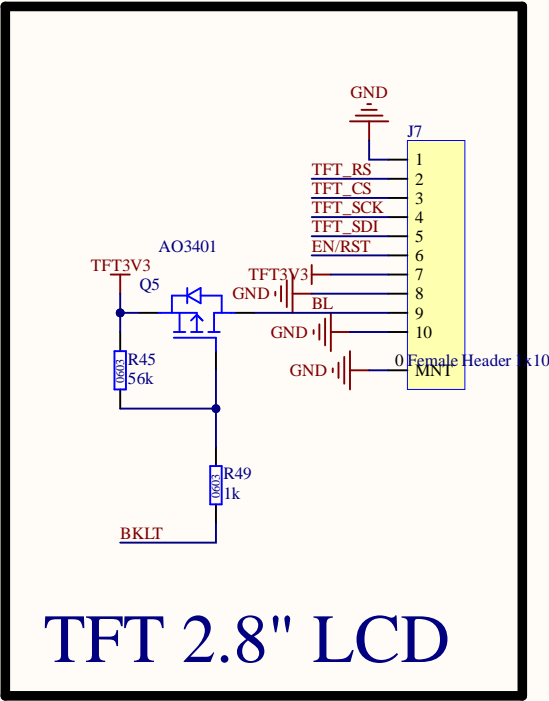 GND
J7
1
TFT_RS
2
TFT_CS
3
TFT_SCK
4
TFT_SDI
5
EN/RST
6
TFT3V3
7
GND
8
BL
9
GND
10
0 Female Header 1x10
GND
MNT
AO3401
TFT3V3
Q5
0603
R45
56k
0603
R49
1k
BKLT
TFT 2.8" LCD